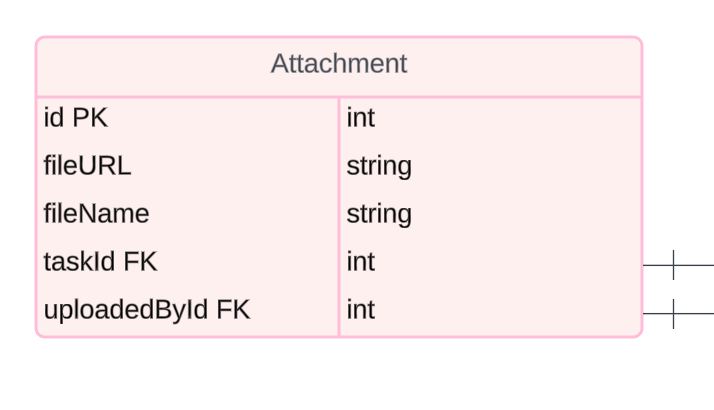 Attachment
id PK int
fileURL string
fileName string
taskId FK int
uploadedById FK int